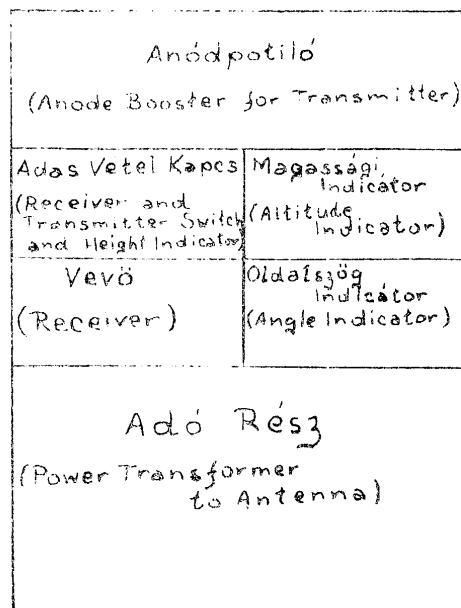 Anódpotiló
(Anode Booster for Transmitter)
Adas Vetel Kapcs
(Receiver and
Transmitter Switch
and Height Indicator)
Magassági
Indicator
(Altitude
Indicator)
Vevö
(Receiver)
Oldalszög
Indicátor
(Angle Indicator)
Adó Rész
(Power Transformer
to Antenna)